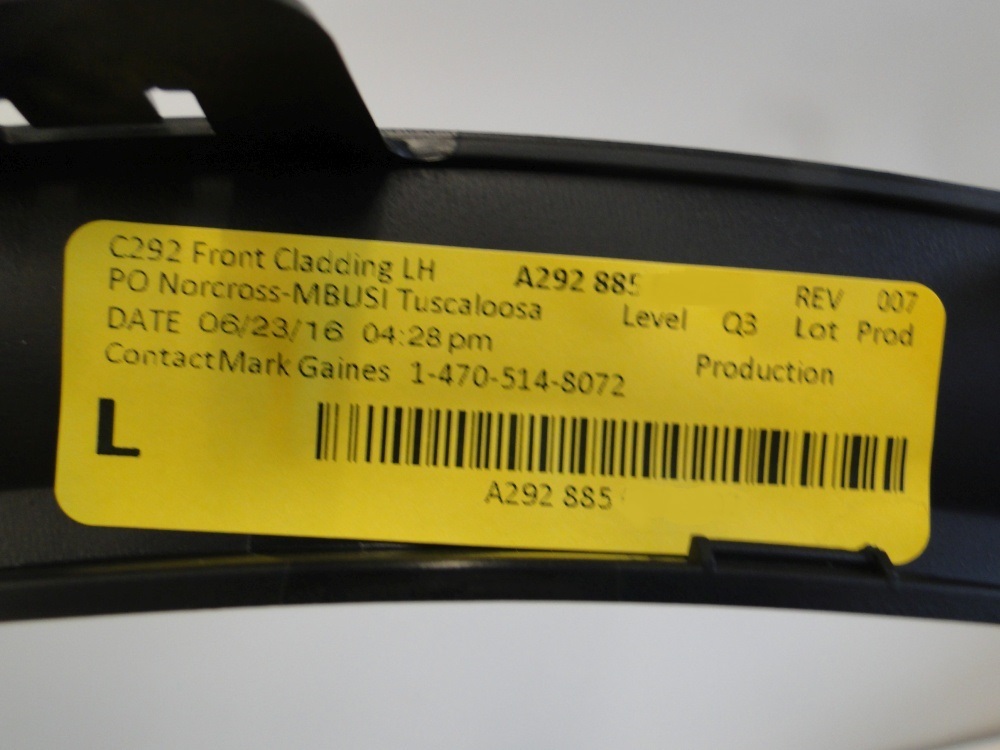 C292 Front Cladding LH A292 885 REV 007
PO Norcross-MBUSI Tuscaloosa Level Q3 Lot Prod
DATE 06/23/16 04:28 pm Production
Contact Mark Gaines 1-470-514-8072
L
A292 885